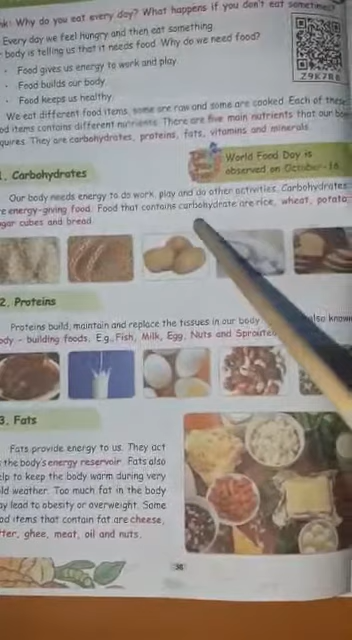 nk: Why do you eat every day? What happens if you don't eat sometimes?
Every day we feel hungry and then eat something.
body is telling us that it needs food. Why do we need food?
• Food gives us energy to work and play.
• Food builds our body.
• Food keeps us healthy.
Z9K7B8
We eat different food items, some are raw and some are cooked. Each of these
od items contains different nutrients. There are five main nutrients that our bo
quires. They are carbohydrates, proteins, fats, vitamins and minerals.
World Food Day is
observed on October-16.
1. Carbohydrates
Our body needs energy to do work, play and do other activities. Carbohydrates
re energy-giving food. Food that contains carbohydrate are rice, wheat, potato,
gar cubes and bread.
2. Proteins
Proteins build, maintain and replace the tissues in our body. also known
ody - building foods. E.g. Fish, Milk, Egg, Nuts and Sprouted
3. Fats
Fats provide energy to us. They act
the body's energy reservoir. Fats also
lp to keep the body warm during very
ld weather. Too much fat in the body
ay lead to obesity or overweight. Some
od items that contain fat are cheese,
tter, ghee, meat, oil and nuts.